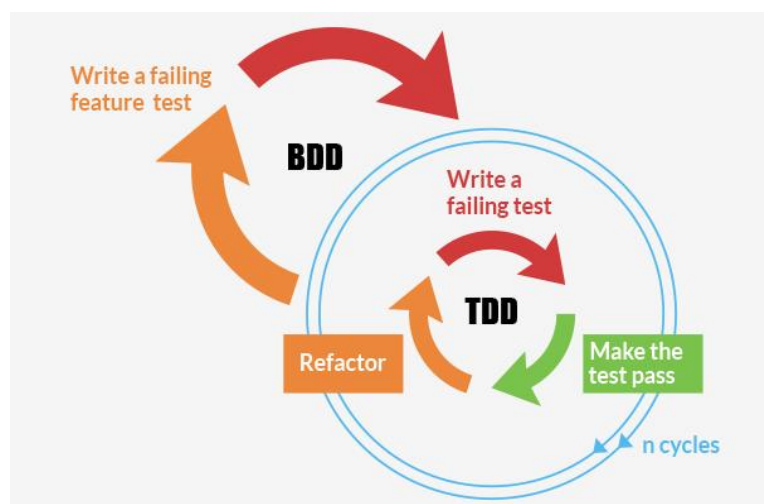 Write a failing
feature test
BDD
Write a
failing test
TDD
Refactor
Make the
test pass
n cycles